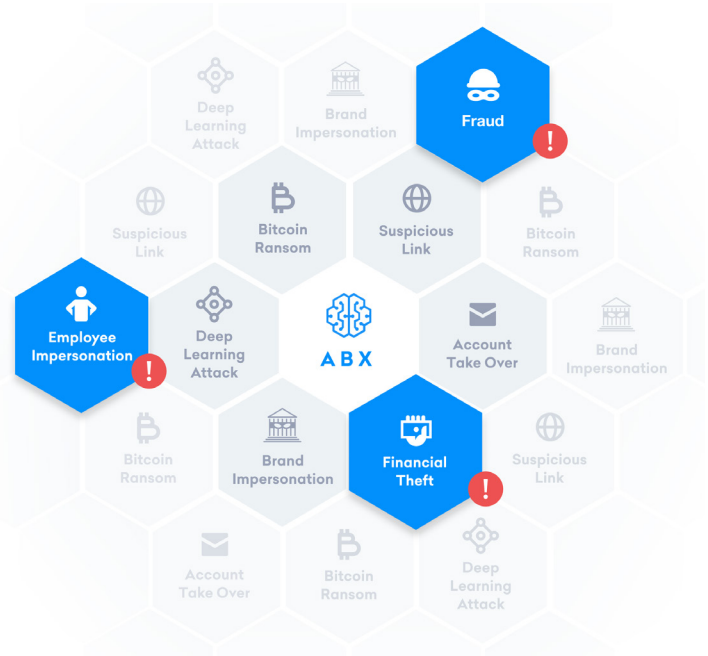 Deep
Learning
Attack
Brand
Impersonation
Fraud
!
Suspicious
Link
Bitcoin
Ransom
Suspicious
Link
Bitcoin
Ransom
Employee
Impersonation
!
Deep
Learning
Attack
ABX
Account
Take Over
Brand
Impersonation
Bitcoin
Ransom
Brand
Impersonation
Financial
Theft
!
Suspicious
Link
Account
Take Over
Bitcoin
Ransom
Deep
Learning
Attack